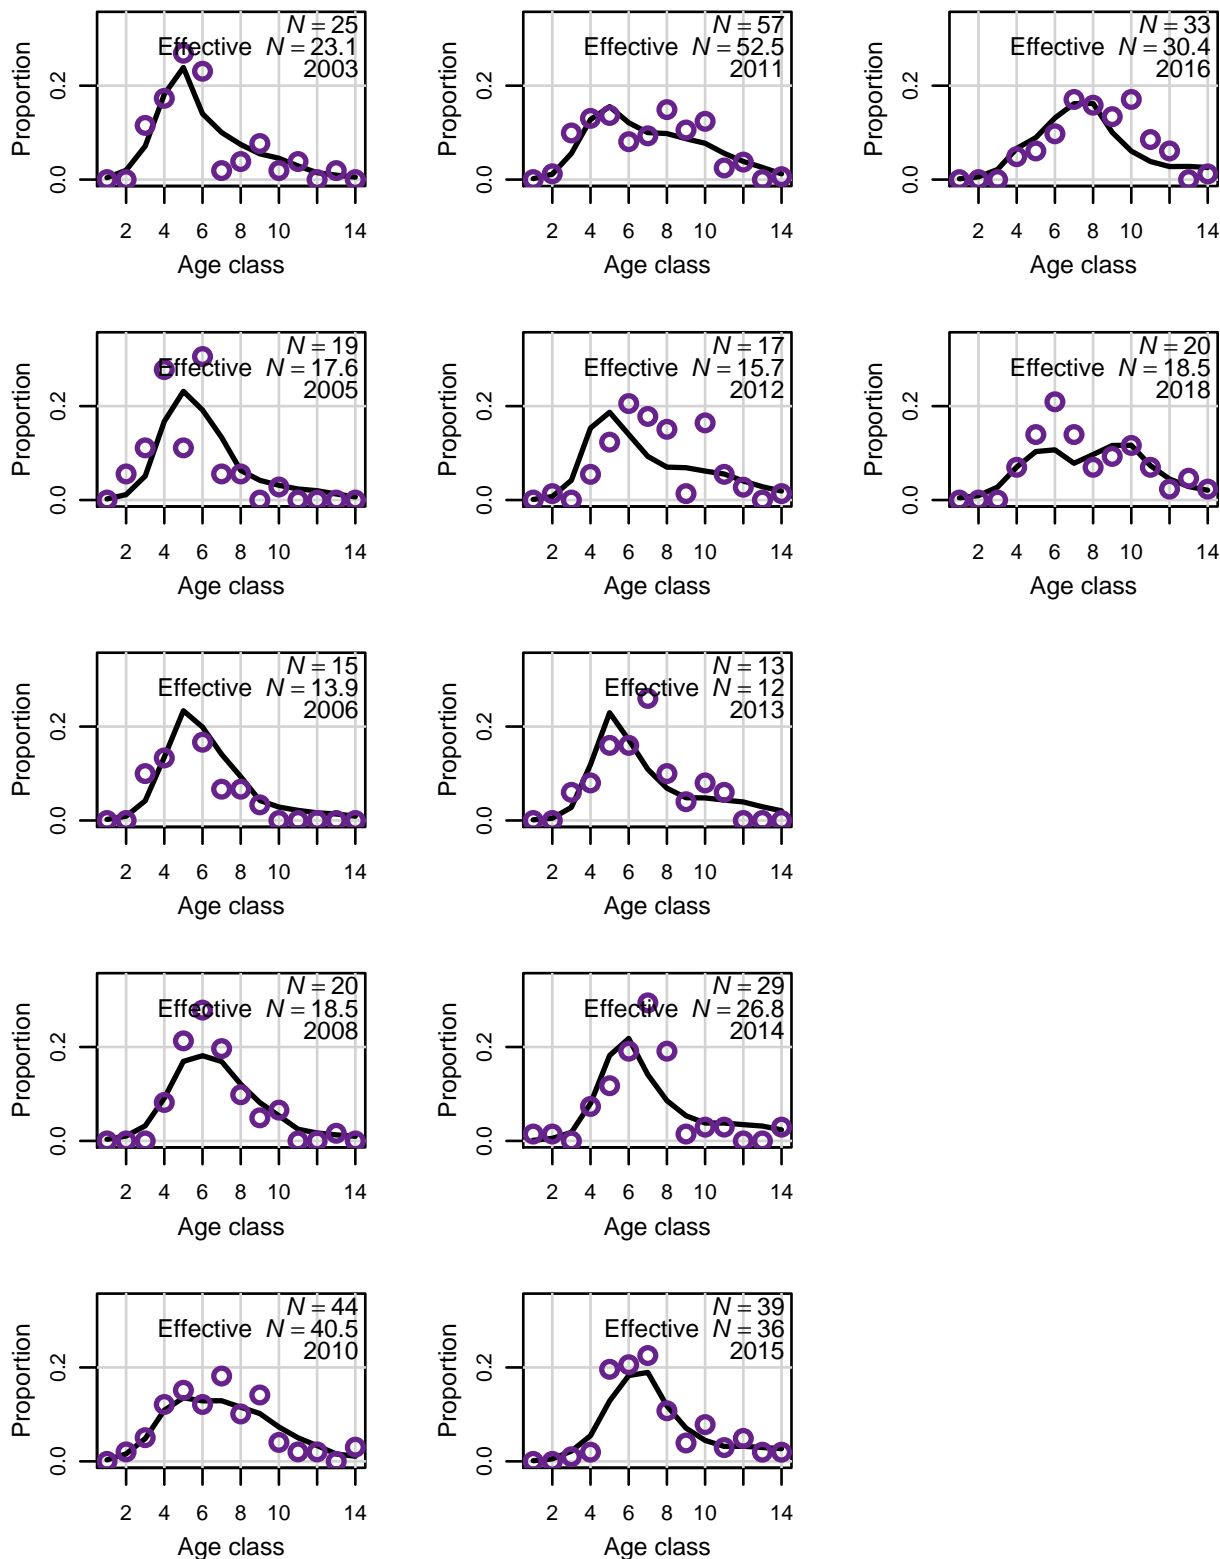 N = 25
Effective N = 23.1
2003
Proportion
0.0
0.2
2 4 6 8 10 14
Age class
N = 57
Effective N = 52.5
2011
Proportion
0.0
0.2
2 4 6 8 10 14
Age class
N = 33
Effective N = 30.4
2016
Proportion
0.0
0.2
2 4 6 8 10 14
Age class
N = 19
Effective N = 17.6
2005
Proportion
0.0
0.2
2 4 6 8 10 14
Age class
N = 17
Effective N = 15.7
2012
Proportion
0.0
0.2
2 4 6 8 10 14
Age class
N = 20
Effective N = 18.5
2018
Proportion
0.0
0.2
2 4 6 8 10 14
Age class
N = 15
Effective N = 13.9
2006
Proportion
0.0
0.2
2 4 6 8 10 14
Age class
N = 13
Effective N = 12
2013
Proportion
0.0
0.2
2 4 6 8 10 14
Age class
N = 20
Effective N = 18.5
2008
Proportion
0.0
0.2
2 4 6 8 10 14
Age class
N = 29
Effective N = 26.8
2014
Proportion
0.0
0.2
2 4 6 8 10 14
Age class
N = 44
Effective N = 40.5
2010
Proportion
0.0
0.2
2 4 6 8 10 14
Age class
N = 39
Effective N = 36
2015
Proportion
0.0
0.2
2 4 6 8 10 14
Age class